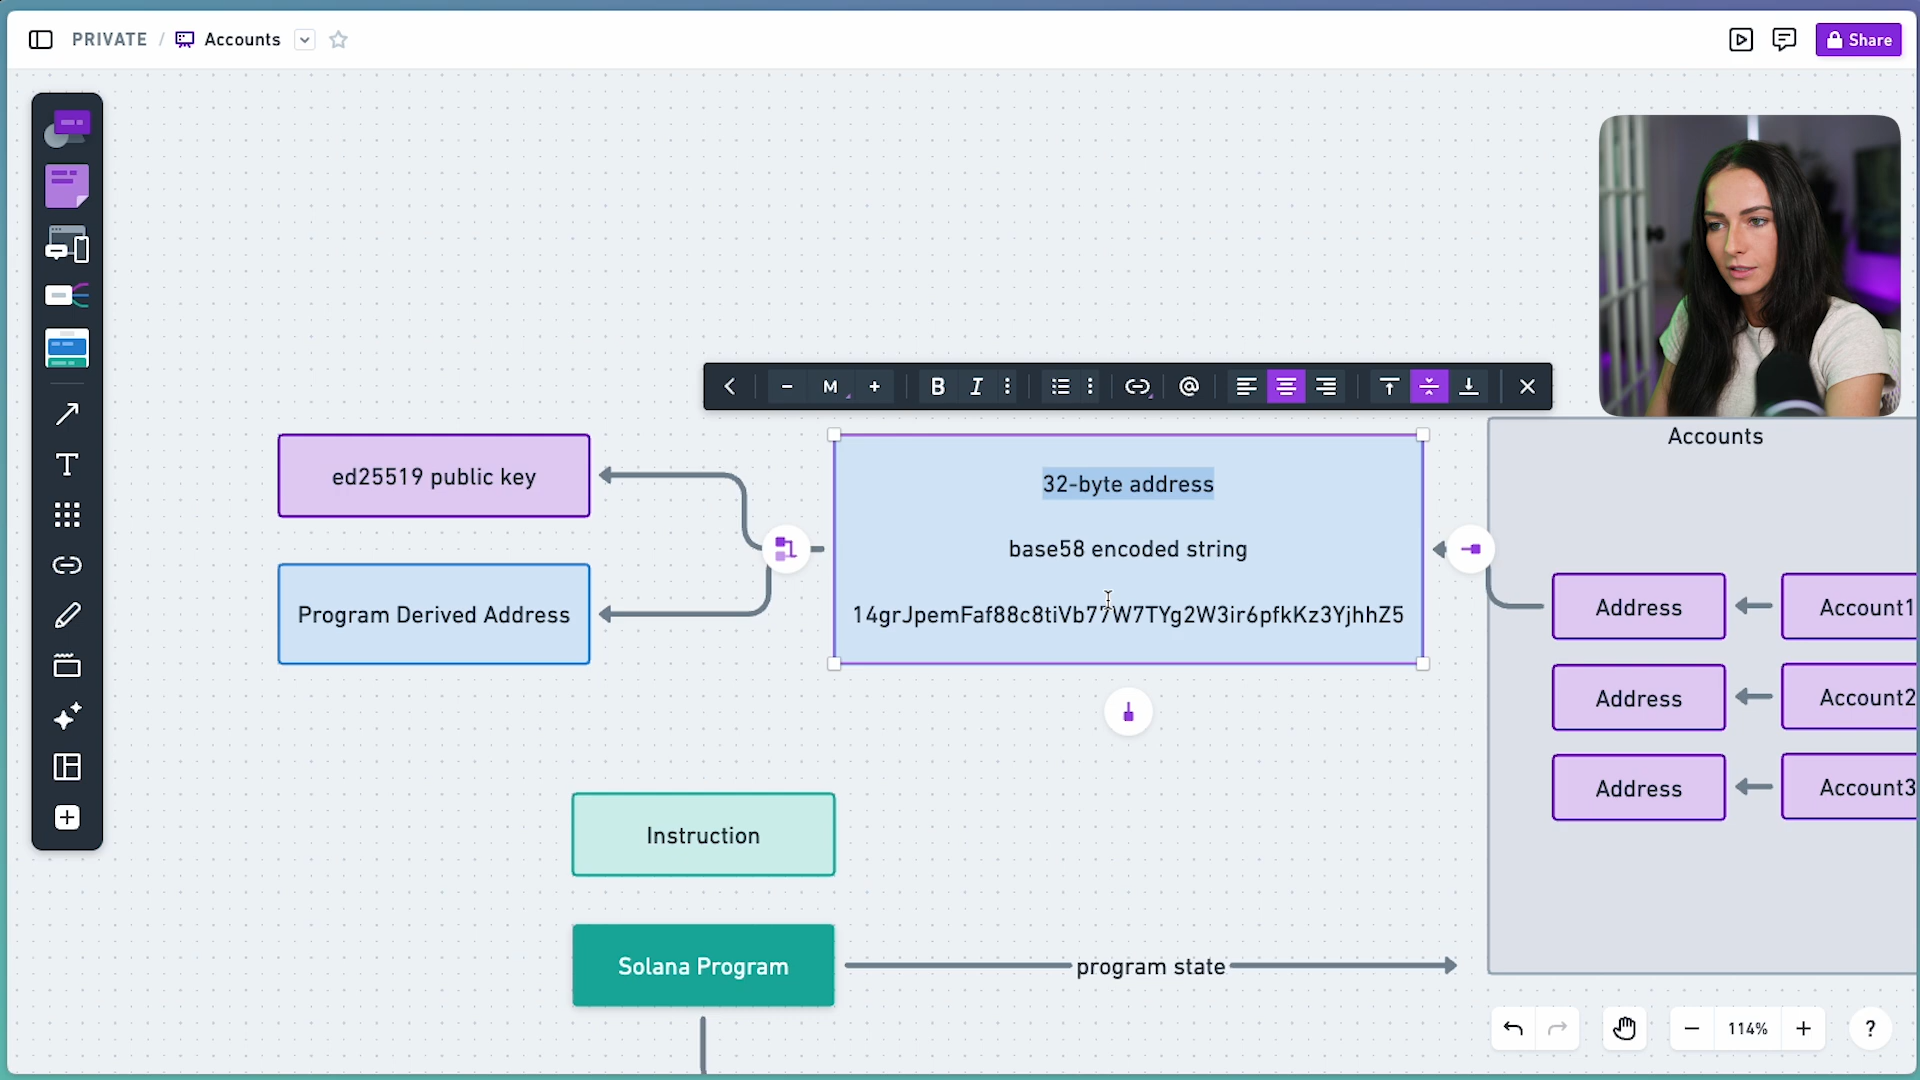 PRIVATE / Accounts
Share
M
B I
Accounts
ed25519 public key
32-byte address
base58 encoded string
14grJpemFaf88c8tiVb77W7TYg2W3ir6pfkKz3YjhhZ5
Program Derived Address
Address
Account1
Address
Account2
Address
Account3
Instruction
Solana Program
program state
114%
?